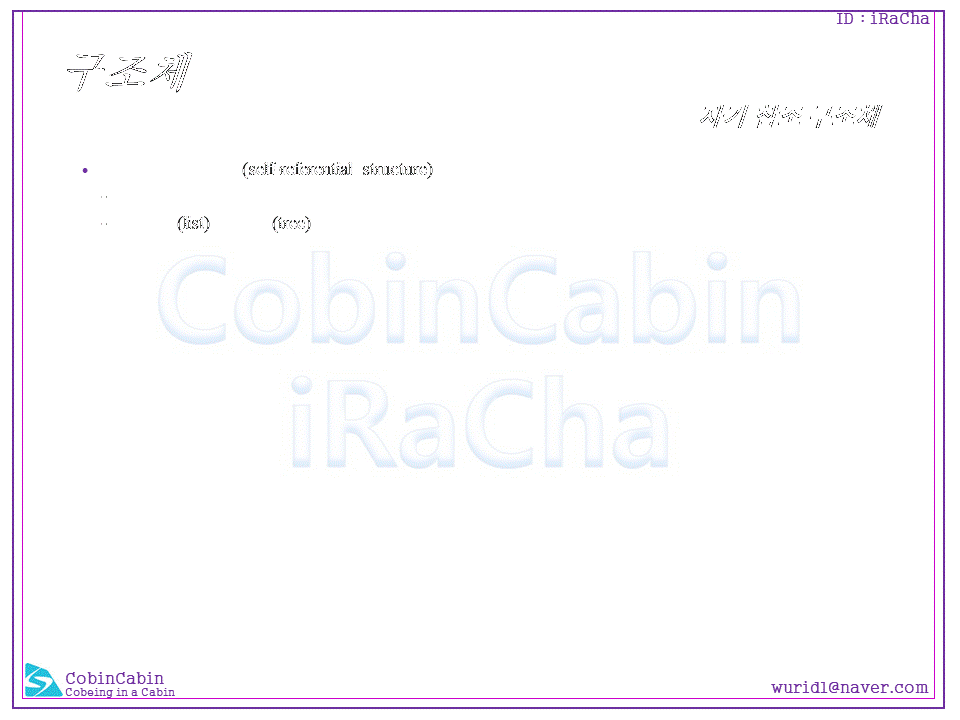 ID : iRaCha
구조체
자기 참조 구조체
• (self-referential structure)
(list) (tree)
CobinCabin
iRaCha
CobinCabin
Cobeing in a Cabin
wuridl@naver.com